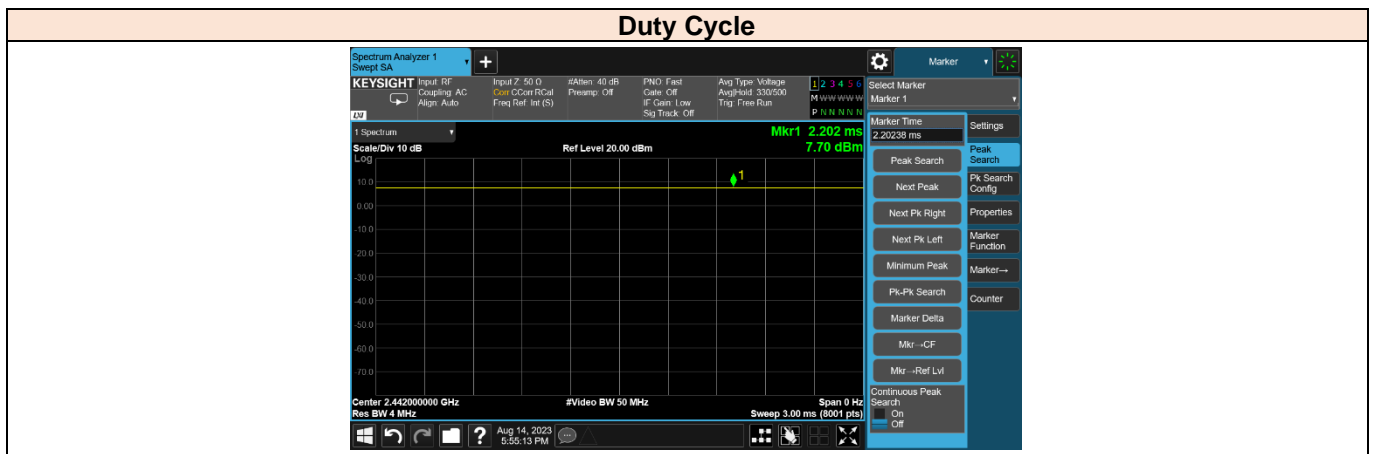 Duty Cycle
Spectrum Analyzer 1
Swept SA
+
Marker
KEYSIGHT
Input: RF
Coupling: AC
Align: Auto
Input Z: 50 Ω
Corr CCorr RCal
Freq Ref: Int (S)
#Atten: 40 dB
Preamp: Off
PNO: Fast
Gate: Off
IF Gain: Low
Sig Track: Off
Avg Type: Voltage
Avg|Hold: 330/500
Trig: Free Run
1 2 3 4 5 6
M W W W W W
P N N N N N
LXI
Select Marker
Marker 1
1 Spectrum
Scale/Div 10 dB
Log
Ref Level 20.00 dBm
Mkr1 2.202 ms
7.70 dBm
1
10.0
0.00
-10.0
-20.0
-30.0
-40.0
-50.0
-60.0
-70.0
Center 2.442000000 GHz
Res BW 4 MHz
#Video BW 50 MHz
Span 0 Hz
Sweep 3.00 ms (8001 pts)
Marker Time
2.20238 ms
Peak Search
Next Peak
Next Pk Right
Next Pk Left
Minimum Peak
Pk-Pk Search
Marker Delta
Mkr→CF
Mkr→Ref Lvl
Continuous Peak
Search
On
Off
Settings
Peak
Search
Pk Search
Config
Properties
Marker
Function
Marker→
Counter
?
Aug 14, 2023
5:55:13 PM